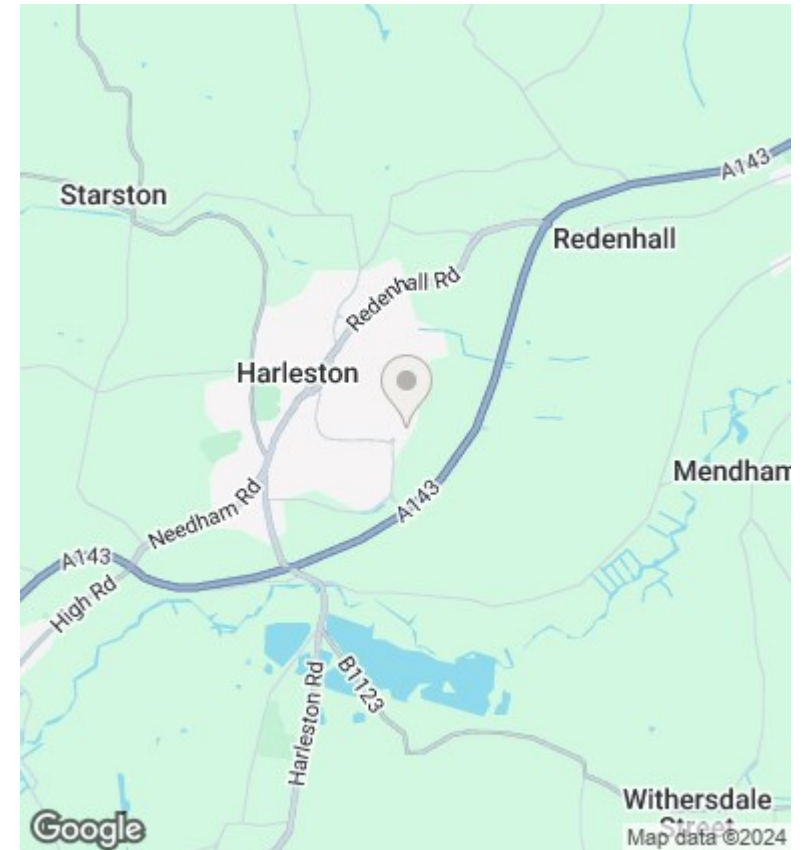 A143
Starston
Redenhall
Redenhall Rd
Harleston
Mendham
A143
Needham Rd
A143
High Rd
B1123
Harleston Rd
Withersdale
Street
Google
Map data ©2024